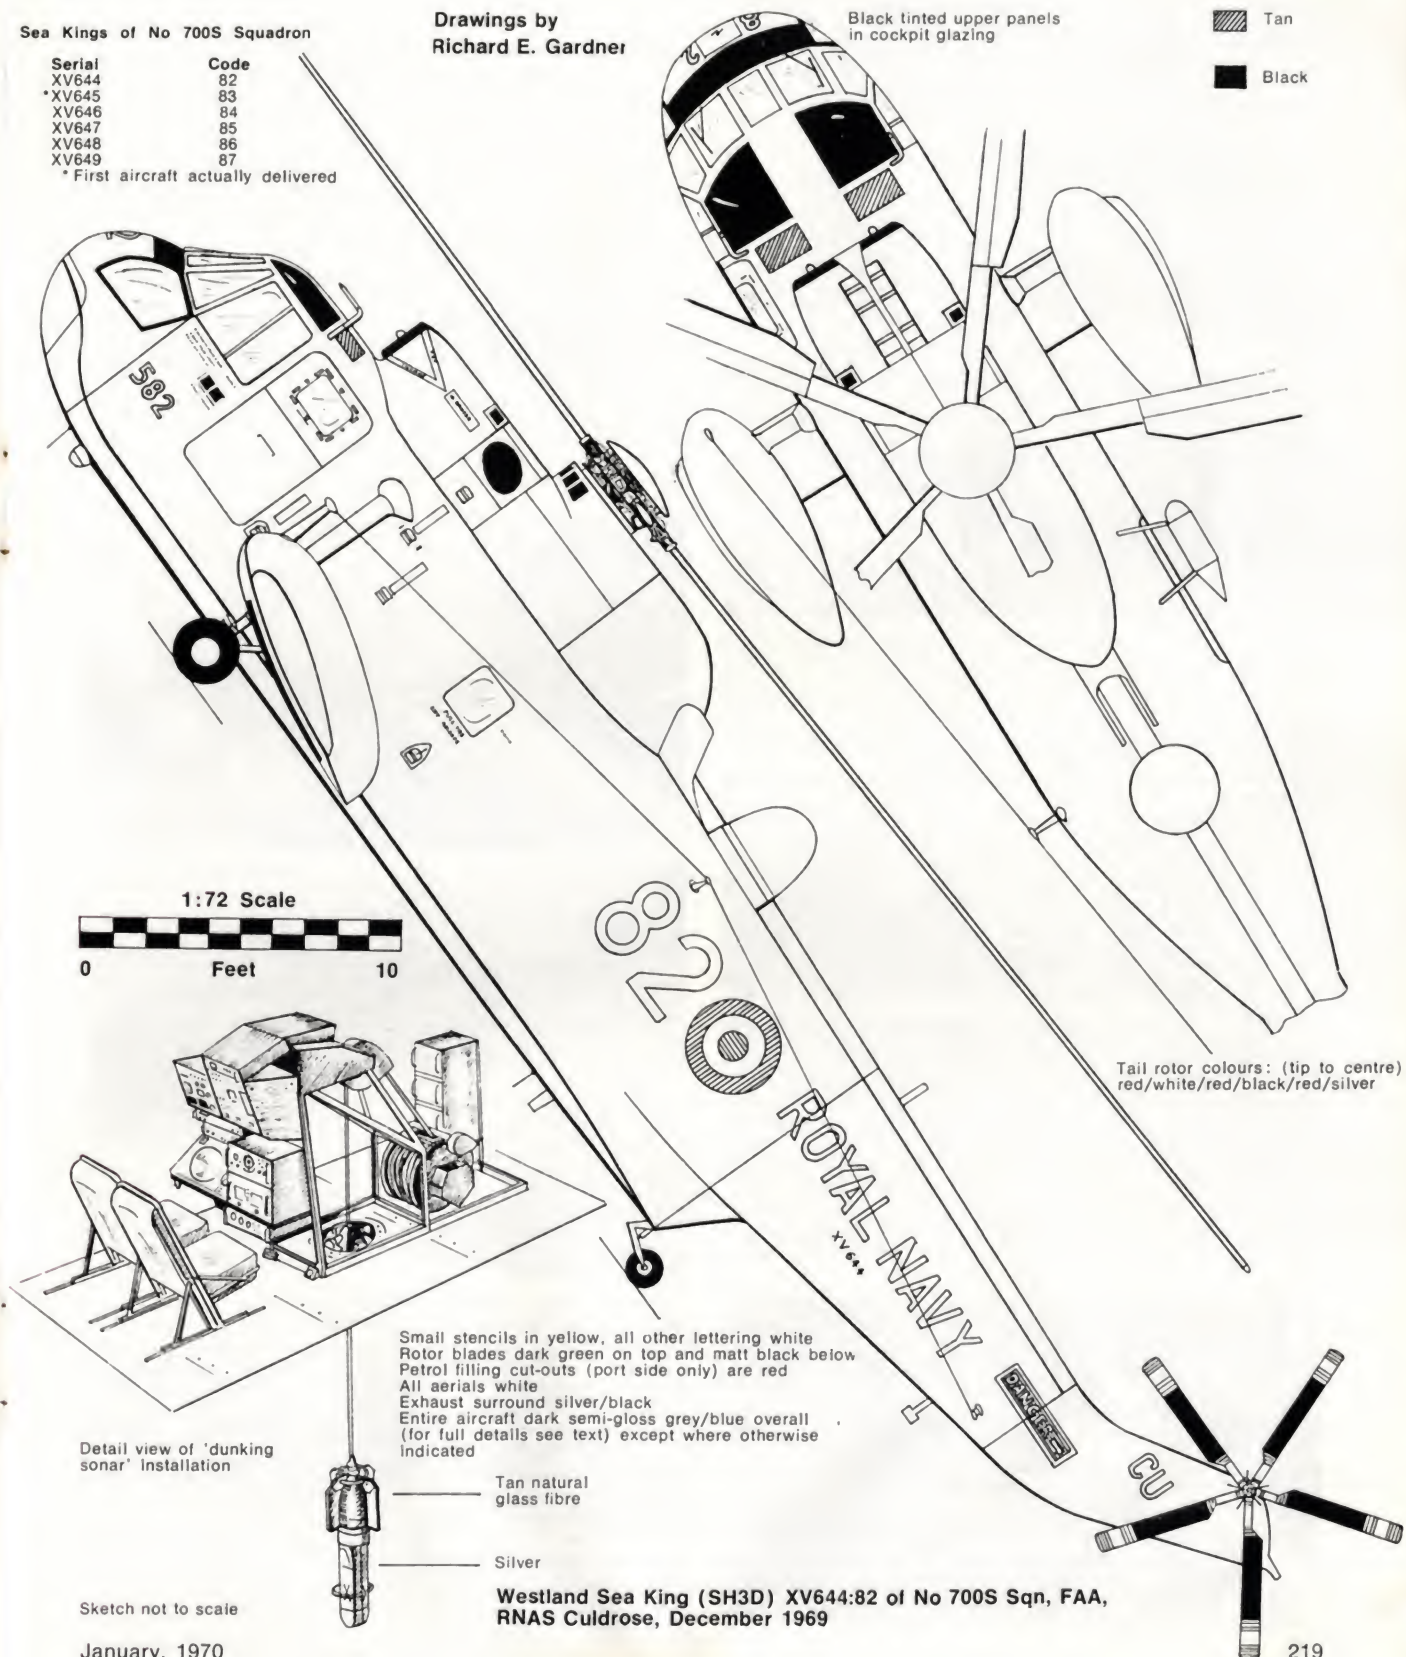 Sea Kings of No 700S Squadron
Serial Code
XV644 82
*XV645 83
XV646 84
XV647 85
XV648 86
XV649 87
* First aircraft actually delivered
Drawings by
Richard E. Gardner
Black tinted upper panels
in cockpit glazing
Tan
Black
82
582
1:72 Scale
0 Feet 10
82
ROYAL NAVY
XV644
DANGER
CU
Tail rotor colours: (tip to centre)
red/white/red/black/red/silver
Small stencils in yellow, all other lettering white
Rotor blades dark green on top and matt black below
Petrol filling cut-outs (port side only) are red
All aerials white
Exhaust surround silver/black
Entire aircraft dark semi-gloss grey/blue overall
(for full details see text) except where otherwise
indicated
Detail view of 'dunking
sonar' installation
Tan natural
glass fibre
Silver
Sketch not to scale
Westland Sea King (SH3D) XV644:82 of No 700S Sqn, FAA,
RNAS Culdrose, December 1969
January, 1970
219